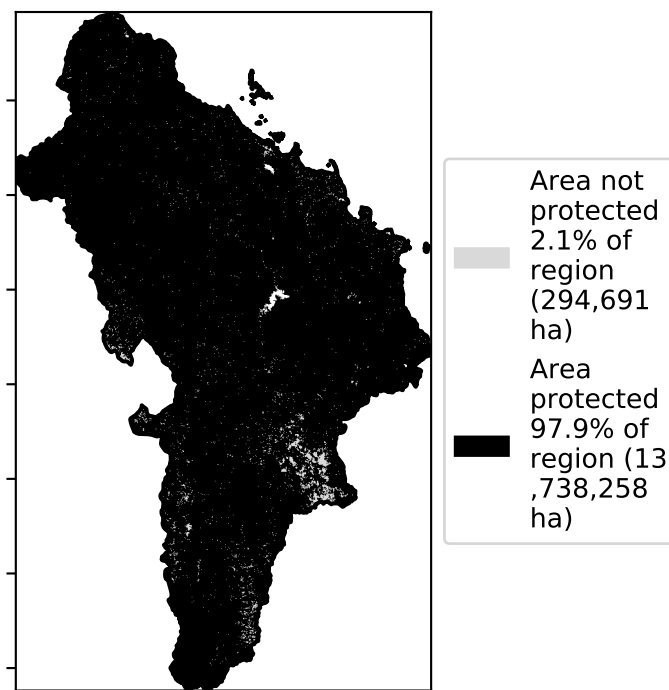 Area not
protected
2.1% of
region
(294,691
ha)
Area
protected
97.9% of
region (13
,738,258
ha)